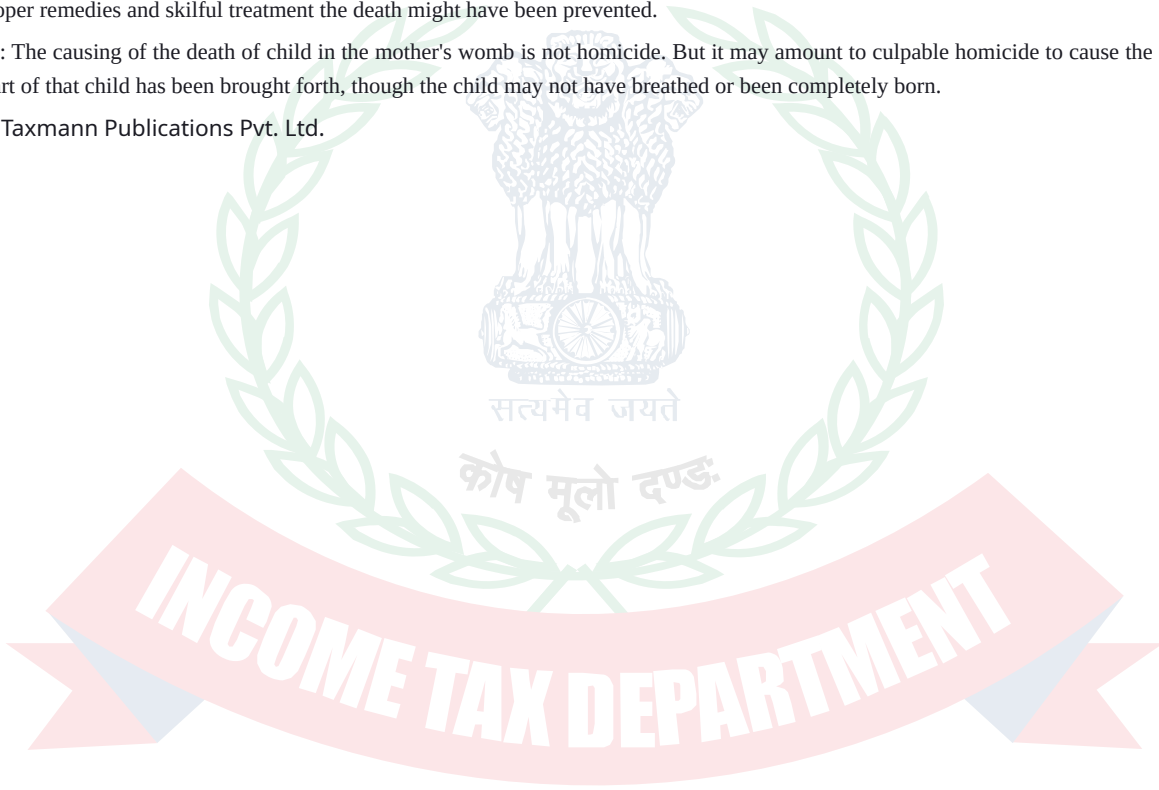 oper remedies and skilful treatment the death might have been prevented.
: The causing of the death of child in the mother's womb is not homicide. But it may amount to culpable homicide to cause the
rt of that child has been brought forth, though the child may not have breathed or been completely born.
Taxmann Publications Pvt. Ltd.
सत्यमेव जयते
कोष मूलो दण्डः
INCOME TAX DEPARTMENT